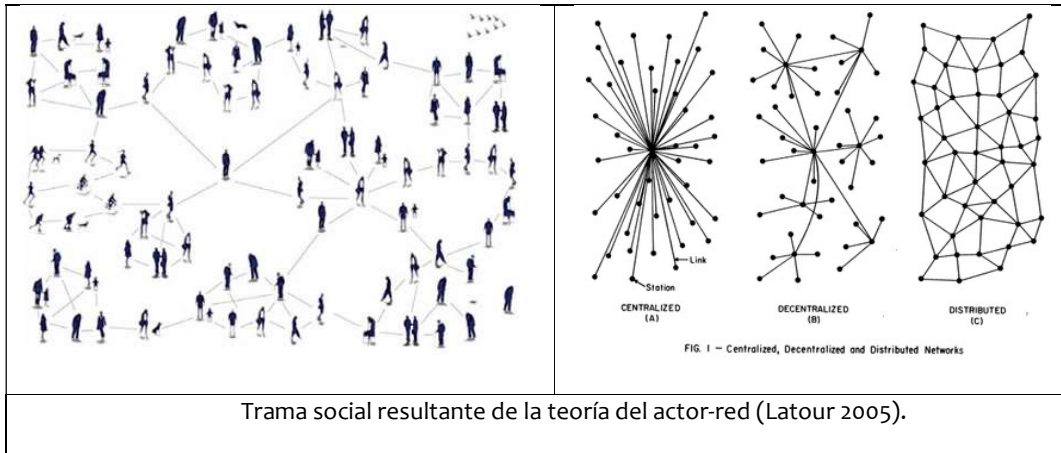 Link
Station
CENTRALIZED
(A)
DECENTRALIZED
(B)
DISTRIBUTED
(C)
FIG. I – Centralized, Decentralized and Distributed Networks
Trama social resultante de la teoría del actor-red (Latour 2005).